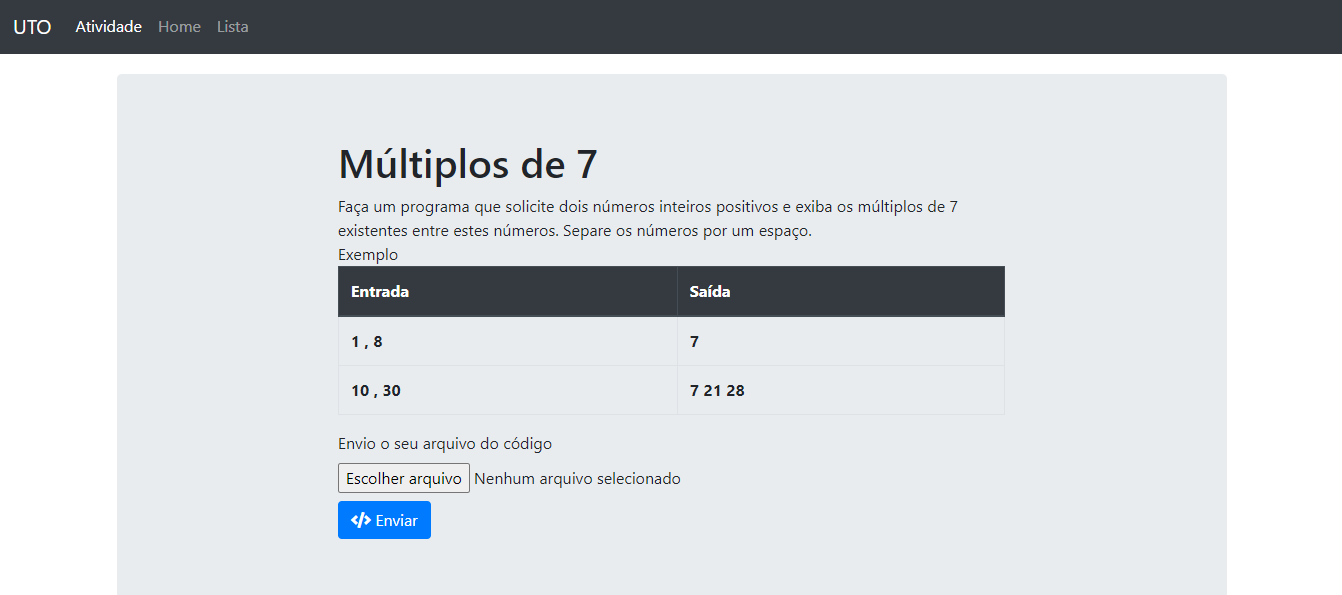 UTO Atividade Home Lista
Múltiplos de 7
Faça um programa que solicite dois números inteiros positivos e exiba os múltiplos de 7
existentes entre estes números. Separe os números por um espaço.
Exemplo
Entrada Saída
1 , 8 7
10 , 30 7 21 28
Envio o seu arquivo do código
Escolher arquivo Nenhum arquivo selecionado
</> Enviar